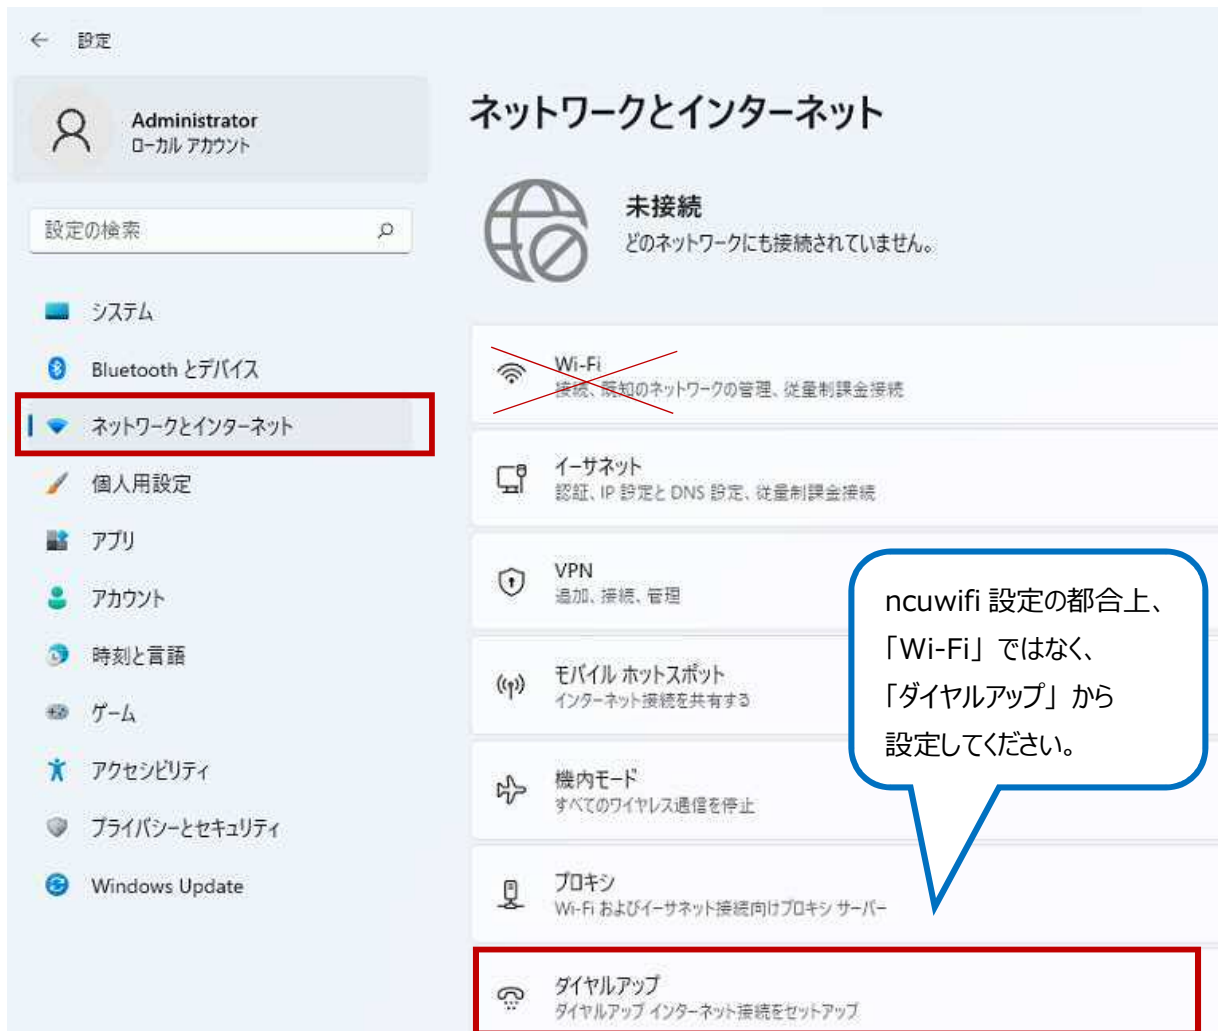 設定
Administrator
ローカル アカウント
設定の検索
システム
Bluetooth とデバイス
ネットワークとインターネット
個人用設定
アプリ
アカウント
時刻と言語
ゲーム
アクセシビリティ
プライバシーとセキュリティ
Windows Update
ネットワークとインターネット
未接続
どのネットワークにも接続されていません。
Wi-Fi
接続、既知のネットワークの管理、従量制課金接続
イーサネット
認証、IP 設定と DNS 設定、従量制課金接続
VPN
追加、接続、管理
モバイル ホットスポット
インターネット接続を共有する
機内モード
すべてのワイヤレス通信を停止
プロキシ
Wi-Fi およびイーサネット接続向けプロキシ サーバー
ダイヤルアップ
ダイヤルアップ インターネット接続をセットアップ
ncuwifi 設定の都合上、
「Wi-Fi」ではなく、
「ダイヤルアップ」から
設定してください。